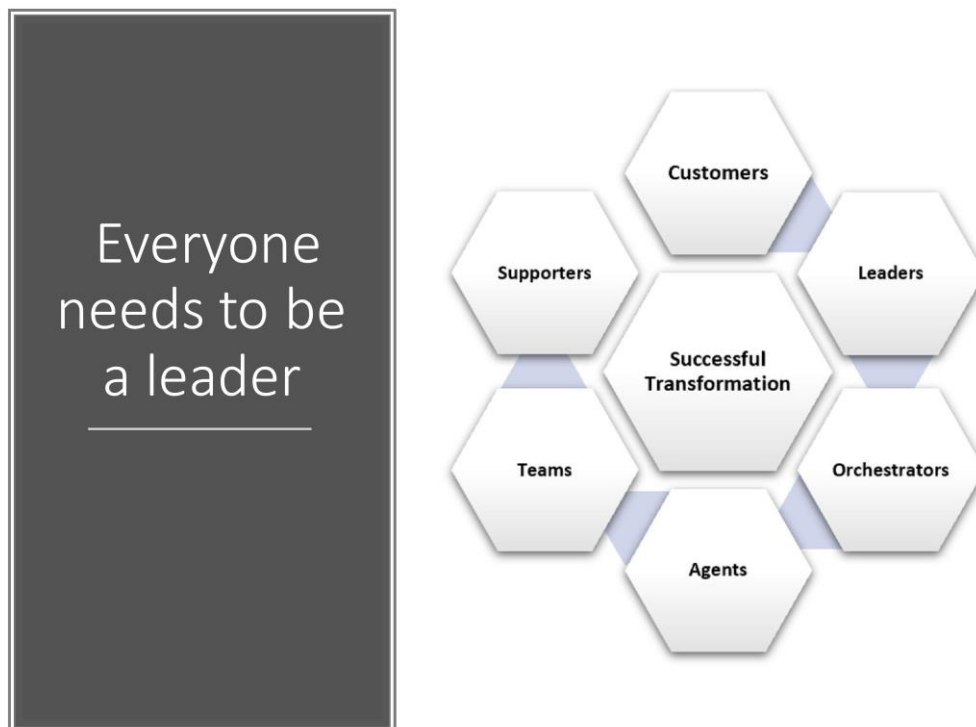 Everyone
needs to be
a leader
Customers
Supporters
Leaders
Successful
Transformation
Teams
Orchestrators
Agents